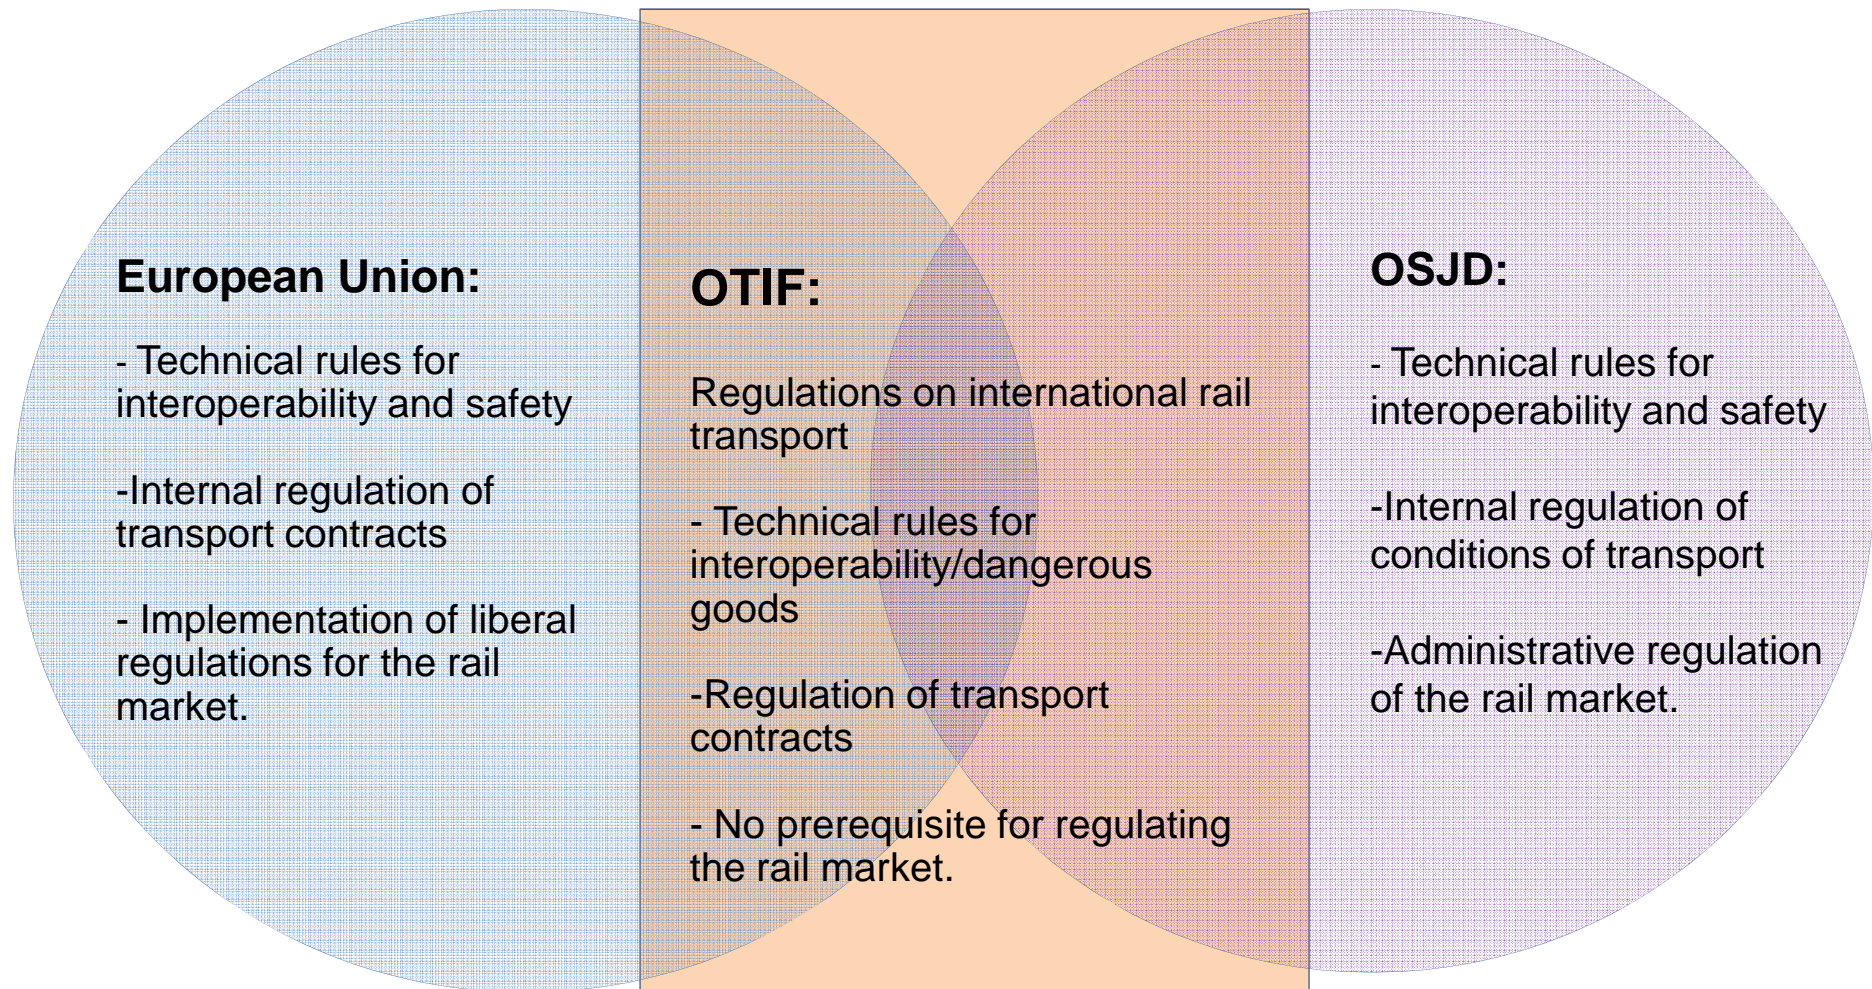 European Union:
- Technical rules for
interoperability and safety
-Internal regulation of
transport contracts
- Implementation of liberal
regulations for the rail
market.
OTIF:
Regulations on international rail
transport
- Technical rules for
interoperability/dangerous
goods
-Regulation of transport
contracts
- No prerequisite for regulating
the rail market.
OSJD:
- Technical rules for
interoperability and safety
-Internal regulation of
conditions of transport
-Administrative regulation
of the rail market.